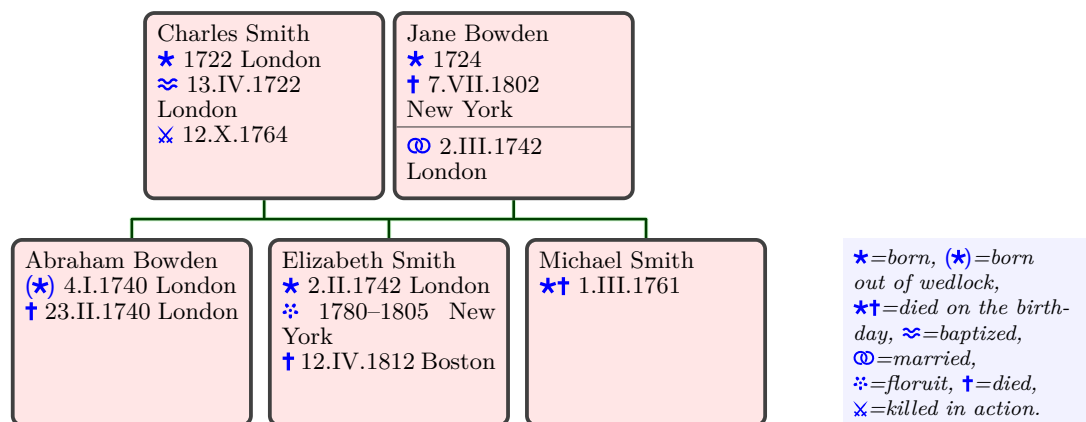 Charles Smith
* 1722 London
≈ 13.IV.1722
London
⚔ 12.X.1764
Jane Bowden
* 1724
† 7.VII.1802
New York
⚭ 2.III.1742
London
Abraham Bowden
(*) 4.I.1740 London
† 23.II.1740 London
Elizabeth Smith
* 2.II.1742 London
፨ 1780–1805 New
York
† 12.IV.1812 Boston
Michael Smith
*† 1.III.1761
*=born, (*)=born
out of wedlock,
*†=died on the birth-
day, ≈=baptized,
⚭=married,
፨=floruit, †=died,
⚔=killed in action.